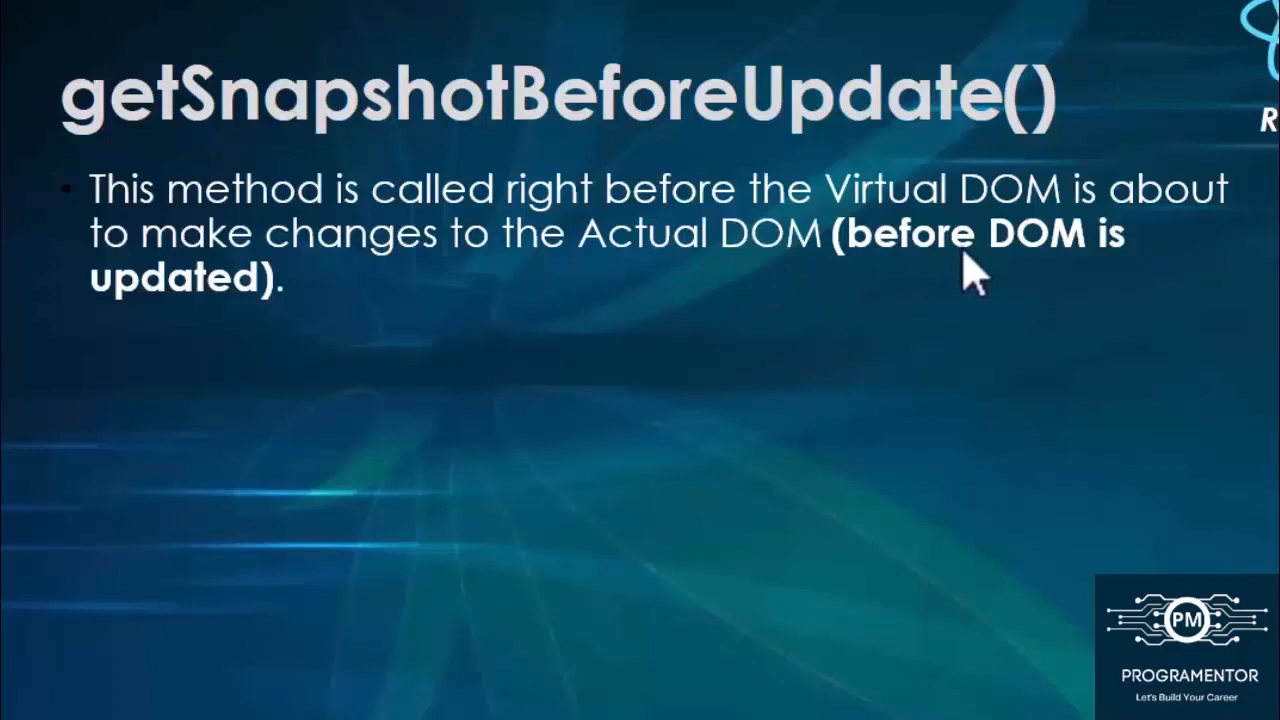 getSnapshotBeforeUpdate()
R
• This method is called right before the Virtual DOM is about
to make changes to the Actual DOM (before DOM is
updated).
PM
PROGRAMENTOR
Let's Build Your Career